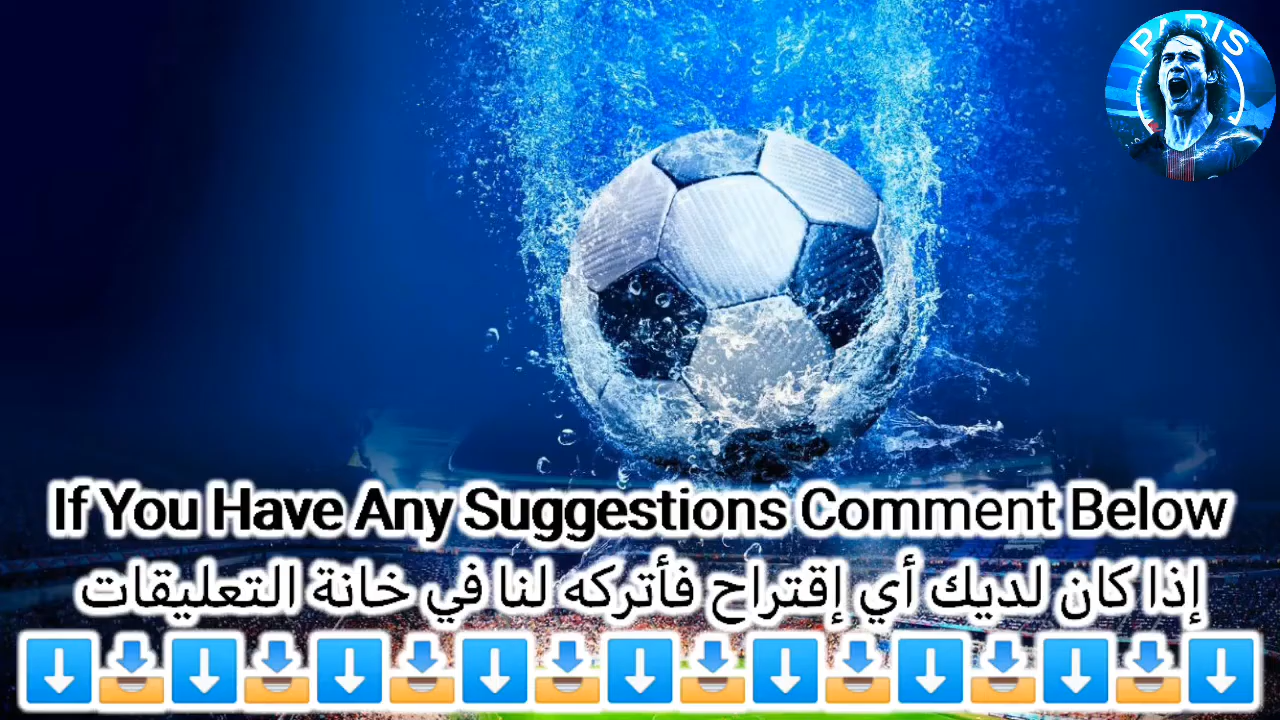 PARIS
If You Have Any Suggestions Comment Below
إذا كان لديك أي إقتراح فأتركه لنا في خانة التعليقات
⬇️📥⬇️📥⬇️📥⬇️📥⬇️📥⬇️📥⬇️📥⬇️📥⬇️